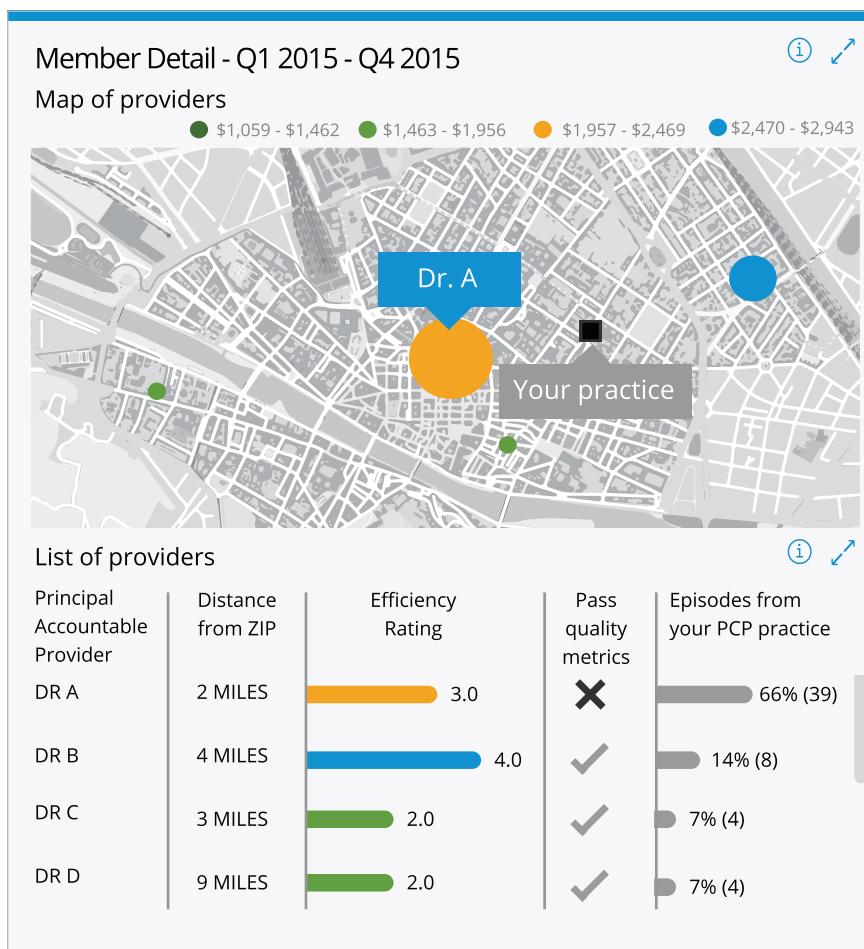 Member Detail - Q1 2015 - Q4 2015
Map of providers
$1,059 - $1,462
$1,463 - $1,956
$1,957 - $2,469
$2,470 - $2,943
Dr. A
Your practice
List of providers
Principal
Accountable
Provider
Distance
from ZIP
Efficiency
Rating
Pass
quality
metrics
Episodes from
your PCP practice
DR A
2 MILES
3.0
66% (39)
DR B
4 MILES
4.0
14% (8)
DR C
3 MILES
2.0
7% (4)
DR D
9 MILES
2.0
7% (4)